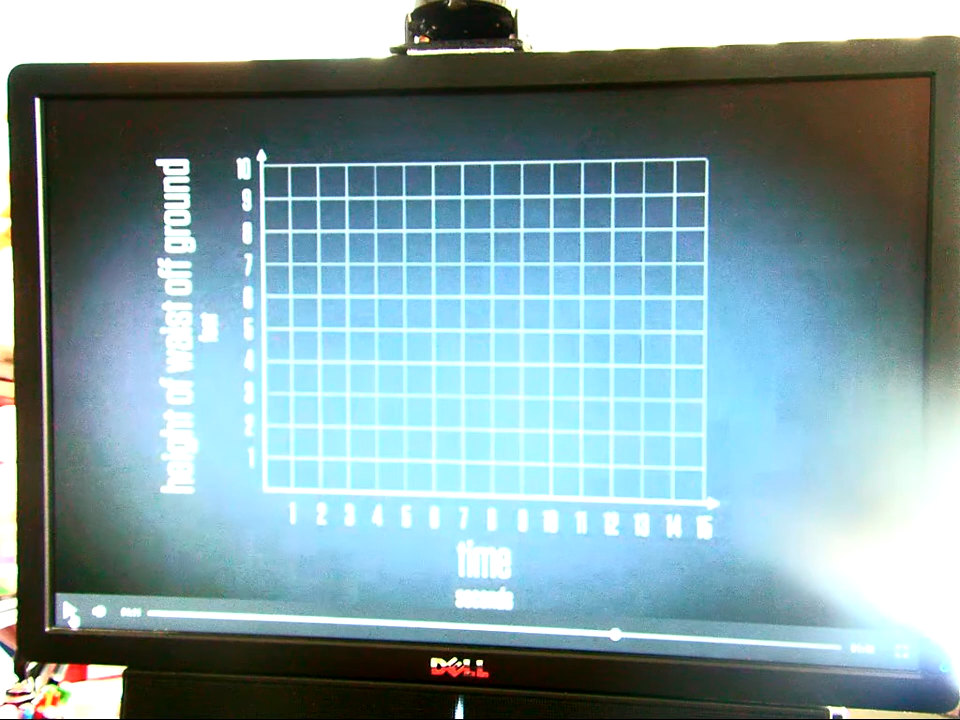 height of waist off ground
10
9
8
7
6
5
4
3
2
1
1 2 3 4 5 6 7 8 9 10 11 12 13 14 15
time
seconds
DELL